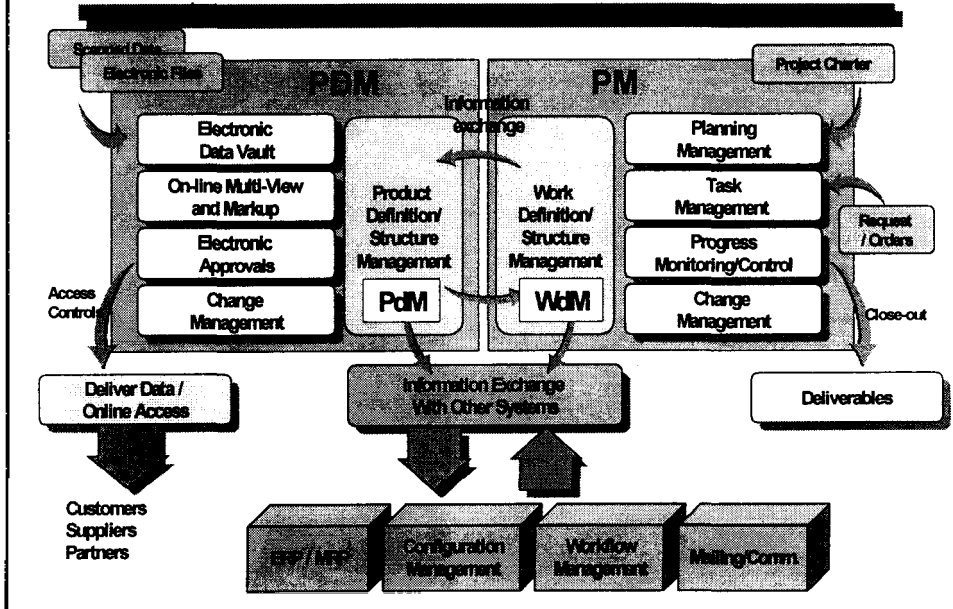 Scanned Data
Electronic Files
PDM
PM
Project Charter
Information
exchange
Electronic
Data Vault
On-line Multi-View
and Markup
Electronic
Approvals
Change
Management
Product
Definition/
Structure
Management
PdM
Work
Definition/
Structure
Management
WdM
Planning
Management
Task
Management
Progress
Monitoring/Control
Change
Management
Request
/ Orders
Access
Controls
Close-out
Deliver Data /
Online Access
Information Exchange
With Other Systems
Deliverables
Customers
Suppliers
Partners
ERP / MRP
Configuration
Management
Workflow
Management
Mailing/Comm.